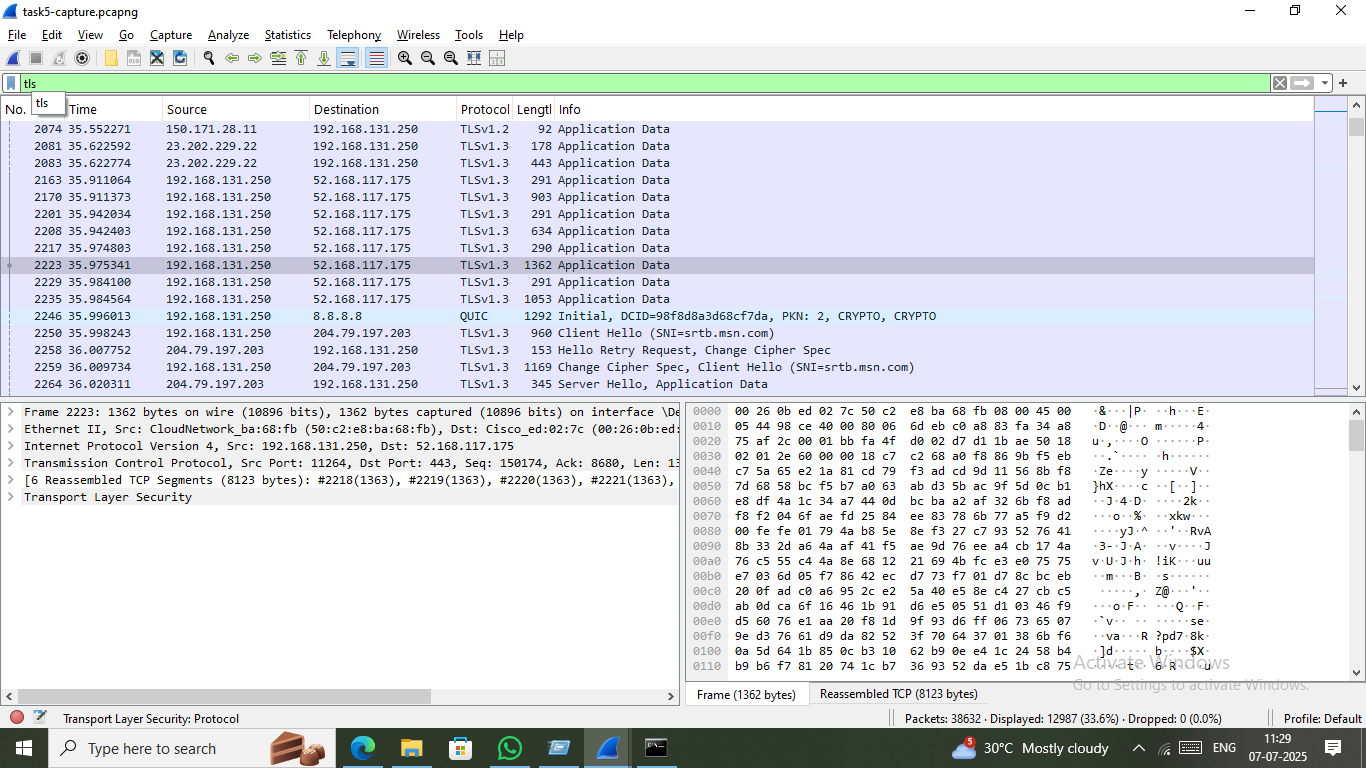 task5-capture.pcapng
File Edit View Go Capture Analyze Statistics Telephony Wireless Tools Help
tls
tls
No. Time Source Destination Protocol Lengtl Info
2074 35.552271 150.171.28.11 192.168.131.250 TLSv1.2 92 Application Data
2081 35.622592 23.202.229.22 192.168.131.250 TLSv1.3 178 Application Data
2083 35.622774 23.202.229.22 192.168.131.250 TLSv1.3 443 Application Data
2163 35.911064 192.168.131.250 52.168.117.175 TLSv1.3 291 Application Data
2170 35.911373 192.168.131.250 52.168.117.175 TLSv1.3 903 Application Data
2201 35.942034 192.168.131.250 52.168.117.175 TLSv1.3 291 Application Data
2208 35.942403 192.168.131.250 52.168.117.175 TLSv1.3 634 Application Data
2217 35.974803 192.168.131.250 52.168.117.175 TLSv1.3 290 Application Data
2223 35.975341 192.168.131.250 52.168.117.175 TLSv1.3 1362 Application Data
2229 35.984100 192.168.131.250 52.168.117.175 TLSv1.3 291 Application Data
2235 35.984564 192.168.131.250 52.168.117.175 TLSv1.3 1053 Application Data
2246 35.996013 192.168.131.250 8.8.8.8 QUIC 1292 Initial, DCID=98f8d8a3d68cf7da, PKN: 2, CRYPTO, CRYPTO
2250 35.998243 192.168.131.250 204.79.197.203 TLSv1.3 960 Client Hello (SNI=srtb.msn.com)
2258 36.007752 204.79.197.203 192.168.131.250 TLSv1.3 153 Hello Retry Request, Change Cipher Spec
2259 36.009734 192.168.131.250 204.79.197.203 TLSv1.3 1169 Change Cipher Spec, Client Hello (SNI=srtb.msn.com)
2264 36.020311 204.79.197.203 192.168.131.250 TLSv1.3 345 Server Hello, Application Data
Frame 2223: 1362 bytes on wire (10896 bits), 1362 bytes captured (10896 bits) on interface \De
Ethernet II, Src: CloudNetwork_ba:68:fb (50:c2:e8:ba:68:fb), Dst: Cisco_ed:02:7c (00:26:0b:ed:
Internet Protocol Version 4, Src: 192.168.131.250, Dst: 52.168.117.175
Transmission Control Protocol, Src Port: 11264, Dst Port: 443, Seq: 150174, Ack: 8680, Len: 13
[6 Reassembled TCP Segments (8123 bytes): #2218(1363), #2219(1363), #2220(1363), #2221(1363),
Transport Layer Security
0000 00 26 0b ed 02 7c 50 c2 e8 ba 68 fb 08 00 45 00 ·&···|P· ··h···E·
0010 05 44 98 ce 40 00 80 06 6d eb c0 a8 83 fa 34 a8 ·D··@··· m·····4·
0020 75 af 2c 00 01 bb fa 4f d0 02 d7 d1 1b ae 50 18 u·,····O ······P·
0030 02 01 2e 60 00 00 18 c7 c2 68 a0 f8 86 9b f5 eb ··.`···· ·h······
0040 c7 5a 65 e2 1a 81 cd 79 f3 ad cd 9d 11 56 8b f8 ·Ze····y ·····V··
0050 7d 68 58 bc f5 b7 a0 63 ab d3 5b ac 9f 5d 0c b1 }hX····c ··[··]··
0060 e8 df 4a 1c 34 a7 44 0d bc ba a2 af 32 6b f8 ad ··J·4·D· ····2k··
0070 f8 f2 04 6f ae fd 25 84 ee 83 78 6b 77 a5 f9 d2 ···o··%· ··xkw···
0080 00 fe fe 01 79 4a b8 5e 8e f3 27 c7 93 52 76 41 ····yJ·^ ··'··RvA
0090 8b 33 2d a6 4a af 41 f5 ae 9d 76 ee a4 cb 17 4a ·3-·J·A· ··v····J
00a0 76 c5 55 c4 4a 8e 68 12 21 69 4b fc e3 e0 75 75 v·U·J·h· !iK···uu
00b0 e7 03 6d 05 f7 86 42 ec d7 73 f7 01 d7 8c bc eb ··m···B· ·s······
00c0 20 0f ad c0 a6 95 2c e2 5a 40 e5 8e c4 27 cb c5 ·····,· Z@···'··
00d0 ab 0d ca 6f 16 46 1b 91 d6 e5 05 51 d1 03 46 f9 ···o·F·· ···Q··F·
00e0 d5 60 76 e1 aa 20 f8 1d 9f 93 d6 ff 06 73 65 07 ·`v·· ·· ·····se·
00f0 9e d3 76 61 d9 da 82 52 3f 70 64 37 01 38 6b f6 ··va···R ?pd7·8k·
0100 0a 5d 64 1b 85 0c b3 10 62 b9 0e e4 1c 24 58 b4 ·]d····· b····$X·
0110 b9 b6 f7 81 20 74 1c b7 36 93 52 da e5 1b c8 75 ···· t·· 6·R····u
Activate Windows
Go to Settings to activate Windows.
Frame (1362 bytes) Reassembled TCP (8123 bytes)
Transport Layer Security: Protocol Packets: 38632 · Displayed: 12987 (33.6%) · Dropped: 0 (0.0%) Profile: Default
Type here to search 5 30°C Mostly cloudy ENG 11:29
07-07-2025